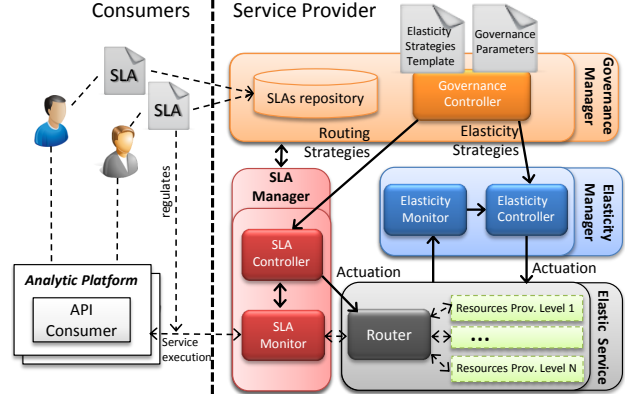 Consumers
Service Provider
SLA
SLA
regulates
Analytic Platform
API
Consumer
Service
execution
Elasticity
Strategies
Template
Governance
Parameters
SLAs repository
Governance
Controller
Governance
Manager
Routing
Strategies
Elasticity
Strategies
SLA
Manager
SLA
Controller
SLA
Monitor
Elasticity
Monitor
Elasticity
Controller
Elasticity
Manager
Actuation
Actuation
Router
Resources Prov. Level 1
...
Resources Prov. Level N
Elastic Service